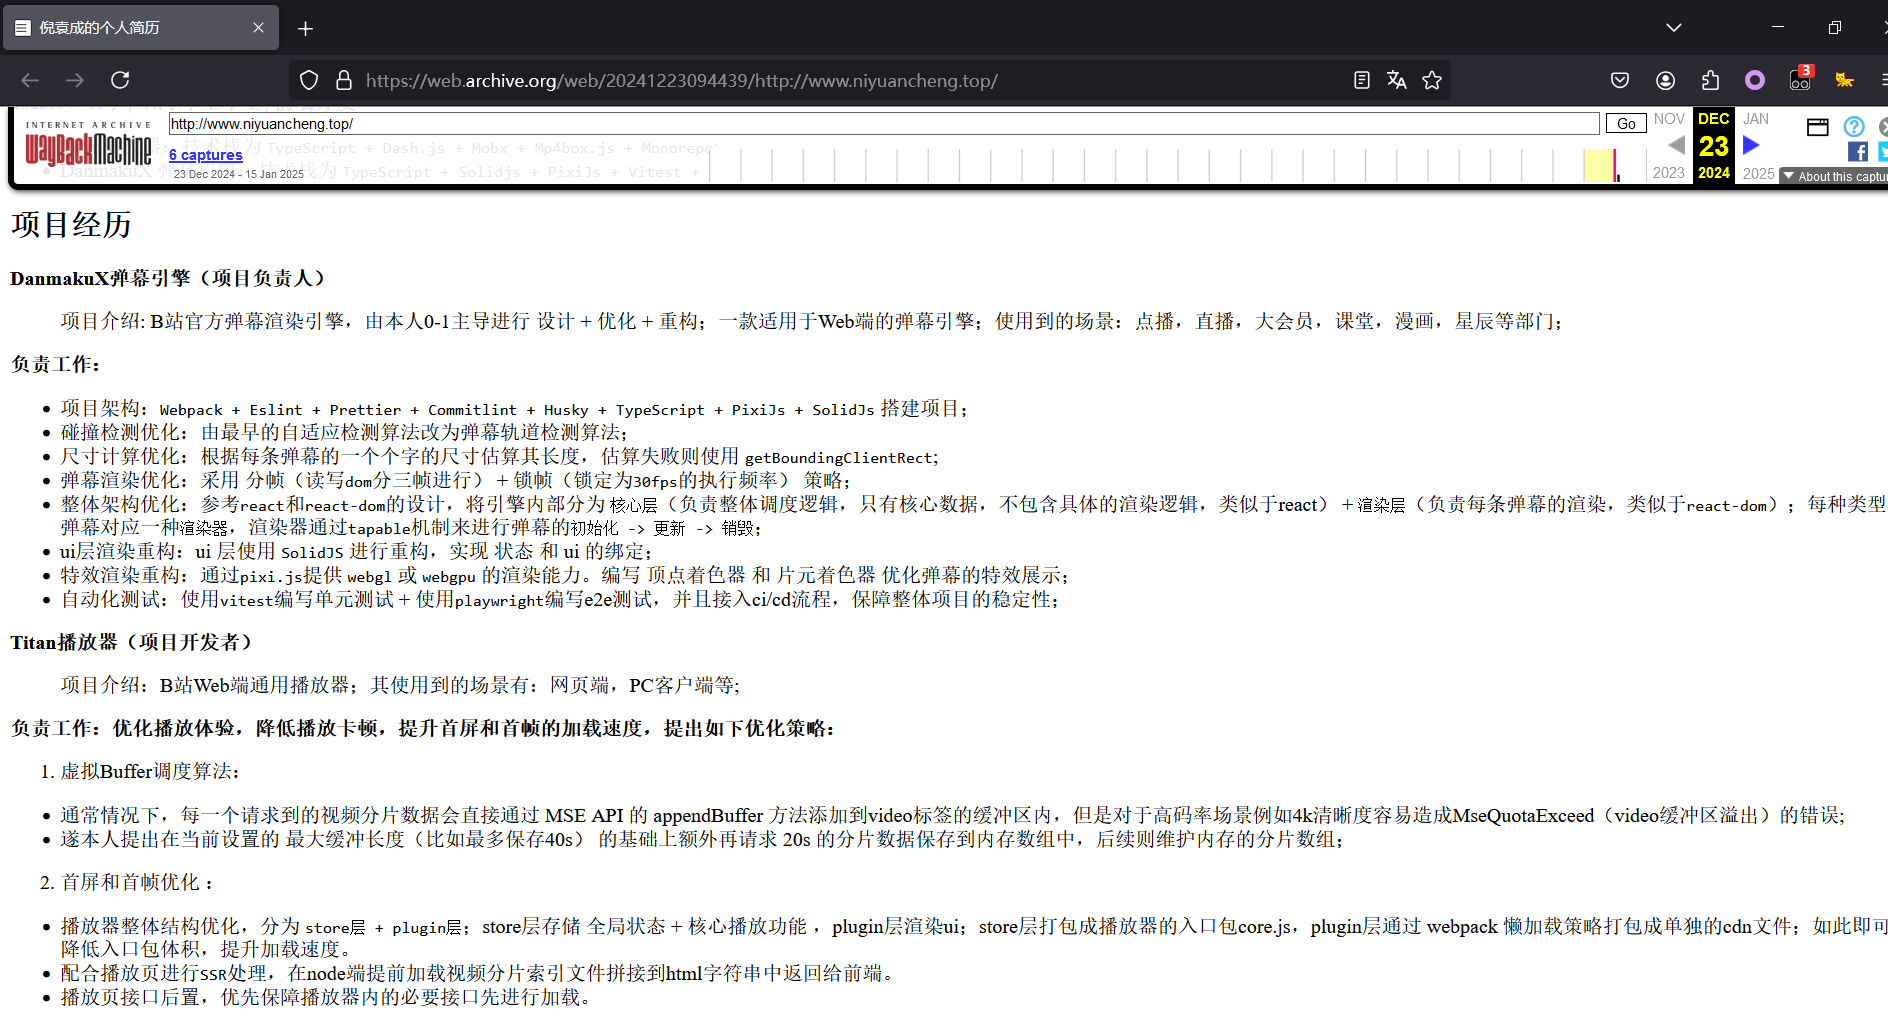 倪袁成的个人简历
https://web.archive.org/web/20241223094439/http://www.niyuancheng.top/
3
INTERNET ARCHIVE
WayBackMachine
http://www.niyuancheng.top/
Go
NOV DEC JAN
6 captures
23
23 Dec 2024 - 15 Jan 2025
2023 2024 2025
About this captu
器：技术栈为 TypeScript + Dash.js + Mobx + Mp4box.js + Monorepo
DanmakuX 弹 技术栈为 TypeScript + Solidjs + PixiJs + Vitest +
项目经历
DanmakuX弹幕引擎（项目负责人）
项目介绍: B站官方弹幕渲染引擎，由本人0-1主导进行 设计 + 优化 + 重构；一款适用于Web端的弹幕引擎；使用到的场景：点播，直播，大会员，课堂，漫画，星辰等部门；
负责工作：
项目架构：Webpack + Eslint + Prettier + Commitlint + Husky + TypeScript + PixiJs + SolidJs 搭建项目；
碰撞检测优化：由最早的自适应检测算法改为弹幕轨道检测算法；
尺寸计算优化：根据每条弹幕的一个个字的尺寸估算其长度，估算失败则使用 getBoundingClientRect;
弹幕渲染优化：采用 分帧（读写dom分三帧进行） + 锁帧（锁定为30fps的执行频率） 策略；
整体架构优化：参考react和react-dom的设计，将引擎内部分为 核心层（负责整体调度逻辑，只有核心数据，不包含具体的渲染逻辑，类似于react） + 渲染层（负责每条弹幕的渲染，类似于react-dom）；每种类型
弹幕对应一种渲染器，渲染器通过tapable机制来进行弹幕的初始化 -> 更新 -> 销毁；
ui层渲染重构：ui 层使用 SolidJS 进行重构，实现 状态 和 ui 的绑定；
特效渲染重构：通过pixi.js提供 webgl 或 webgpu 的渲染能力。编写 顶点着色器 和 片元着色器 优化弹幕的特效展示；
自动化测试：使用vitest编写单元测试 + 使用playwright编写e2e测试，并且接入ci/cd流程，保障整体项目的稳定性；
Titan播放器（项目开发者）
项目介绍：B站Web端通用播放器；其使用到的场景有：网页端，PC客户端等;
负责工作：优化播放体验，降低播放卡顿，提升首屏和首帧的加载速度，提出如下优化策略：
1. 虚拟Buffer调度算法：
通常情况下，每一个请求到的视频分片数据会直接通过 MSE API 的 appendBuffer 方法添加到video标签的缓冲区内，但是对于高码率场景例如4k清晰度容易造成MseQuotaExceed（video缓冲区溢出）的错误;
遂本人提出在当前设置的 最大缓冲长度（比如最多保存40s） 的基础上额外再请求 20s 的分片数据保存到内存数组中，后续则维护内存的分片数组；
2. 首屏和首帧优化 ：
播放器整体结构优化，分为 store层 + plugin层；store层存储 全局状态 + 核心播放功能 ，plugin层渲染ui；store层打包成播放器的入口包core.js，plugin层通过 webpack 懒加载策略打包成单独的cdn文件；如此即可
降低入口包体积，提升加载速度。
配合播放页进行SSR处理，在node端提前加载视频分片索引文件拼接到html字符串中返回给前端。
播放页接口后置，优先保障播放器内的必要接口先进行加载。